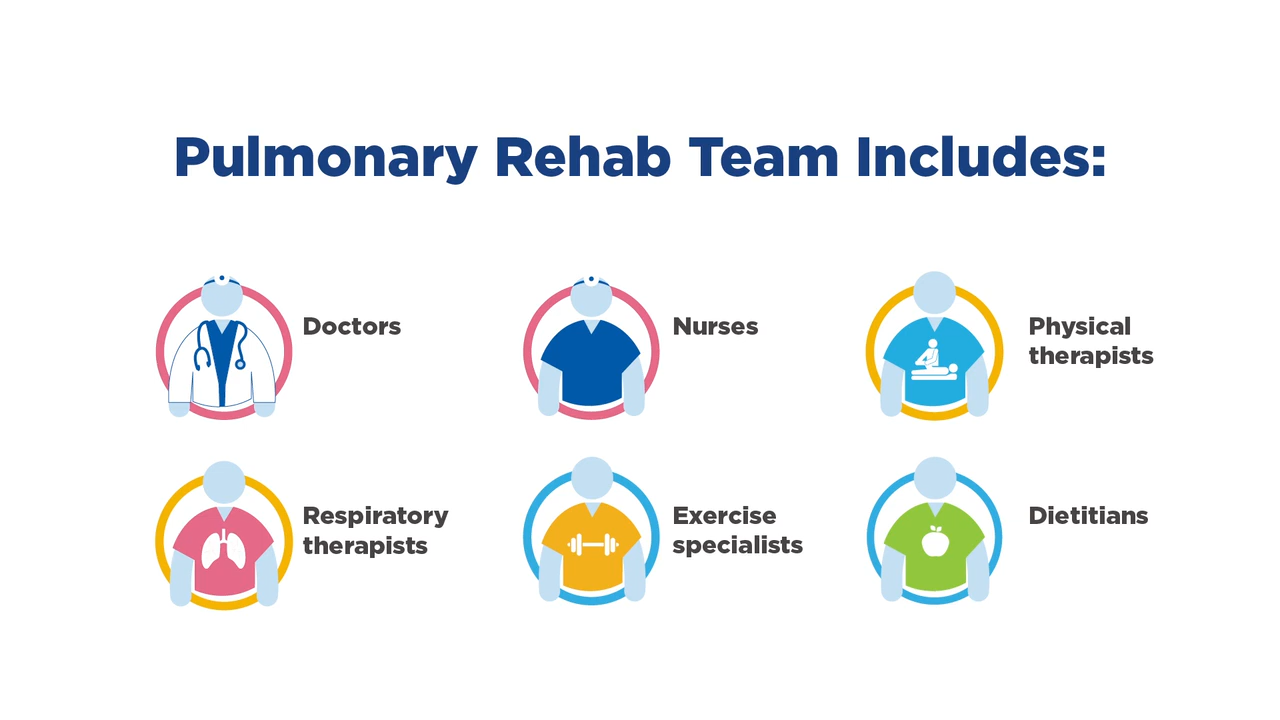 Pulmonary Rehab Team Includes:
Doctors
Nurses
Physical
therapists
Respiratory
therapists
Exercise
specialists
Dietitians